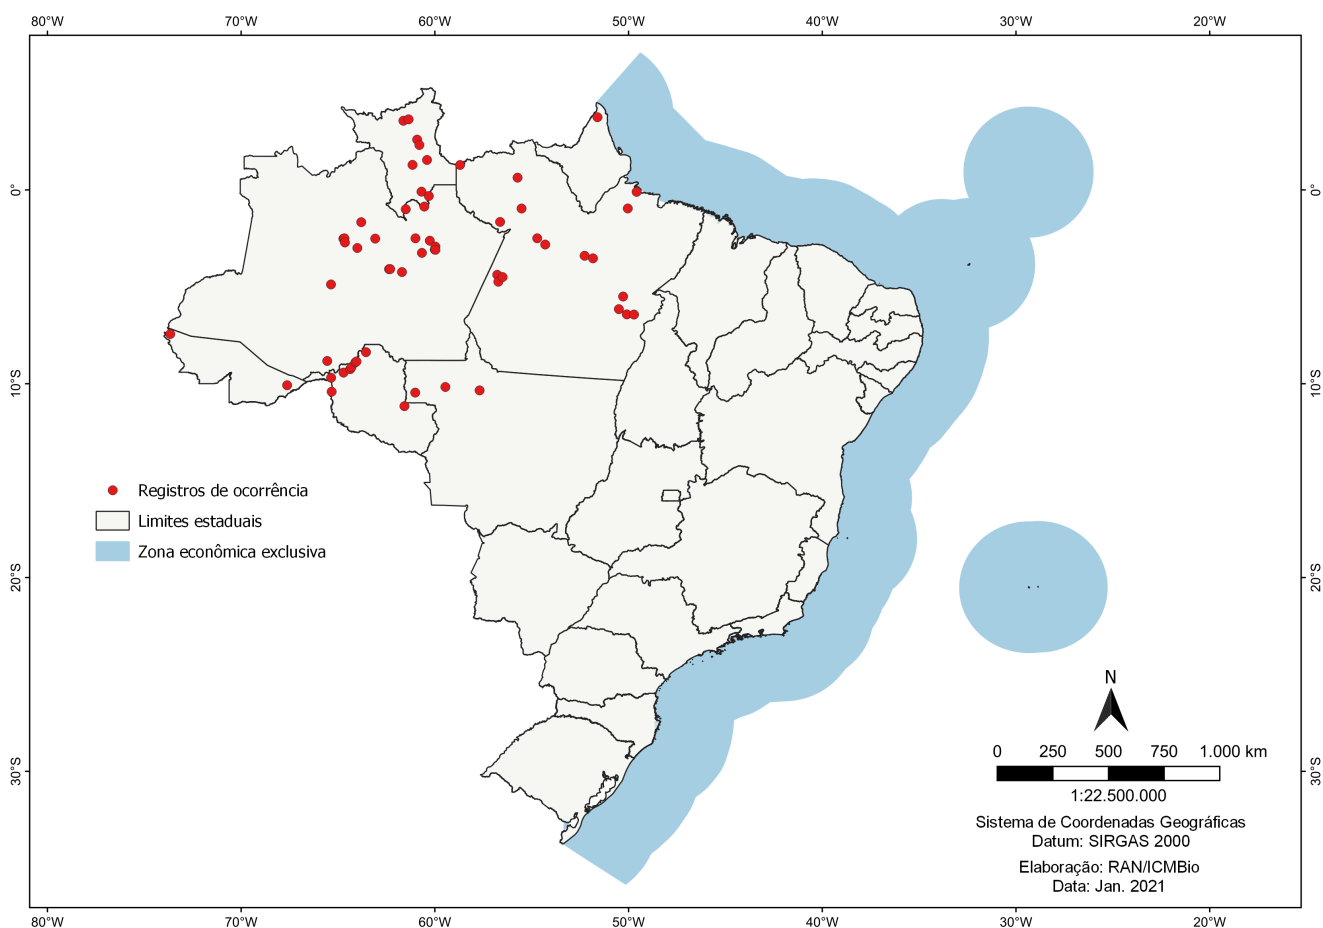 80°W 70°W 60°W 50°W 40°W 30°W 20°W
0° 0°
10°S 10°S
Registros de ocorrência
Limites estaduais
Zona econômica exclusiva
20°S 20°S
N
0 250 500 750 1.000 km
30°S 30°S
1:22.500.000
Sistema de Coordenadas Geográficas
Datum: SIRGAS 2000
Elaboração: RAN/ICMBio
Data: Jan. 2021
80°W 70°W 60°W 50°W 40°W 30°W 20°W